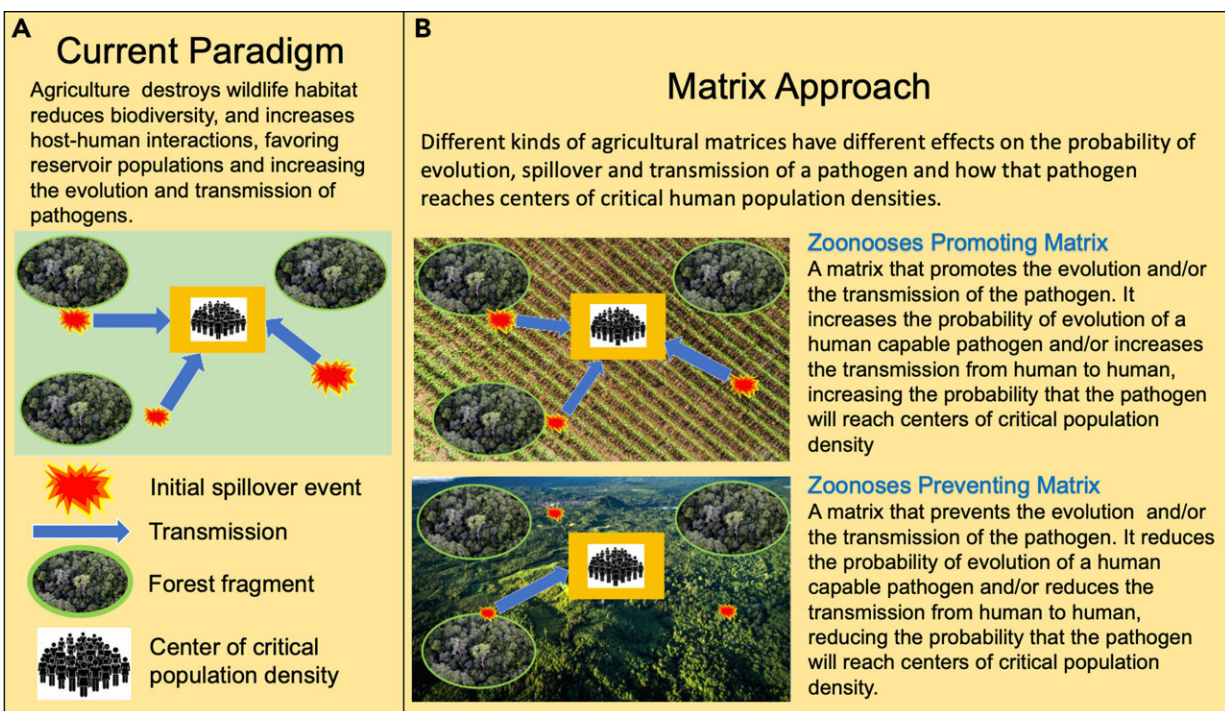 A
Current Paradigm
Agriculture destroys wildlife habitat
reduces biodiversity, and increases
host-human interactions, favoring
reservoir populations and increasing
the evolution and transmission of
pathogens.
Initial spillover event
Transmission
Forest fragment
Center of critical
population density
B
Matrix Approach
Different kinds of agricultural matrices have different effects on the probability of
evolution, spillover and transmission of a pathogen and how that pathogen
reaches centers of critical human population densities.
Zoonooses Promoting Matrix
A matrix that promotes the evolution and/or
the transmission of the pathogen. It
increases the probability of evolution of a
human capable pathogen and/or increases
the transmission from human to human,
increasing the probability that the pathogen
will reach centers of critical population
density
Zoonoses Preventing Matrix
A matrix that prevents the evolution and/or
the transmission of the pathogen. It reduces
the probability of evolution of a human
capable pathogen and/or reduces the
transmission from human to human,
reducing the probability that the pathogen
will reach centers of critical population
density.